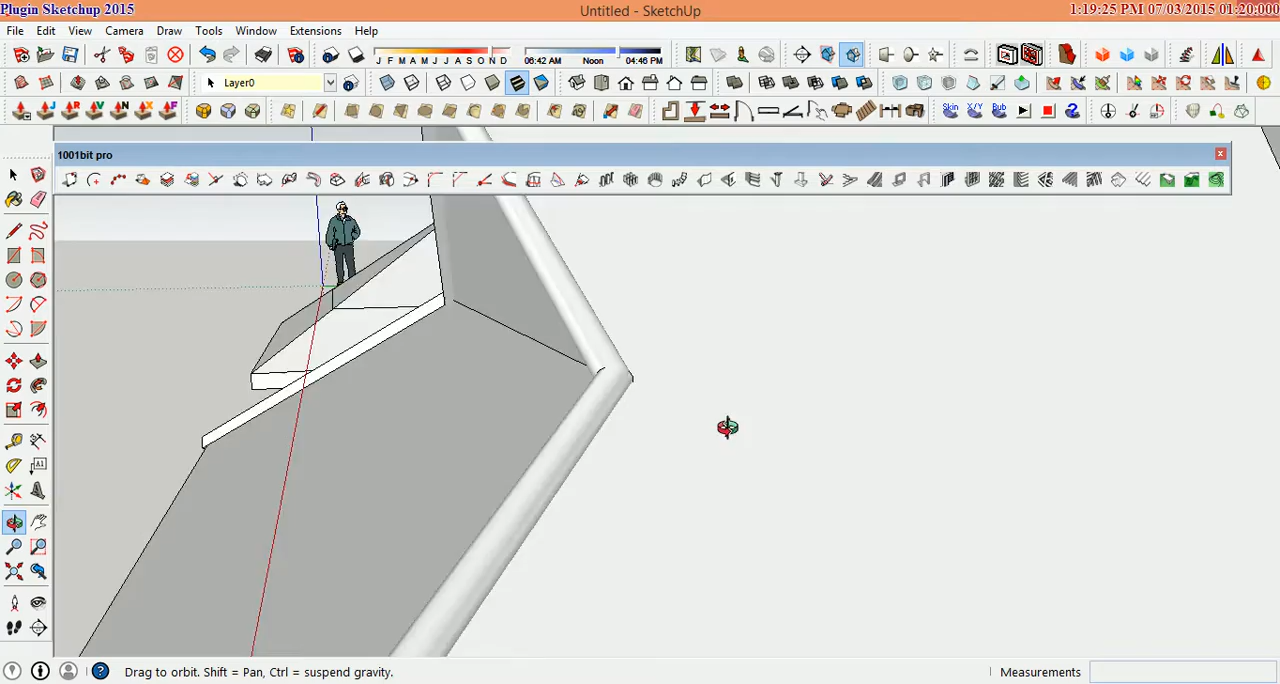 Plugin Sketchup 2015
Untitled - SketchUp
1:19:25 PM 07/03/2015 01:20:000
File Edit View Camera Draw Tools Window Extensions Help
J F M A M J J A S O N D
06:42 AM Noon 04:46 PM
Layer0
J R V N X F
Skin X/Y Bub
1001bit pro
A1
Drag to orbit. Shift = Pan, Ctrl = suspend gravity.
Measurements